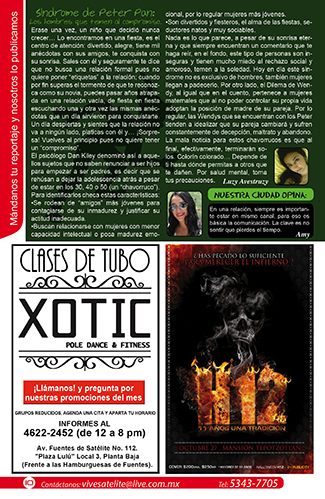 Mándanos tu reportaje y nosotros lo publicamos
Síndrome de Peter Pan:
Los hombres que temen al compromiso
Érase una vez, un niño que decidió nunca
crecer… Lo encontramos en una fiesta, es el
centro de atención: divertido, alegre, tiene mil
anécdotas con sus amigos, te conquista con
su sonrisa. Sales con él y seguramente te dice
que no busca una relación formal pues no
quiere poner "etiquetas" a la relación; cuando
por fin superas el momento de que te reconoz-
ca como su novia, puedes pasar años atrapa-
da en una relación vacía, de fiesta en fiesta
escuchando una y otra vez las mismas anéc-
dotas que un día sirvieron para conquistarte.
Un día despiertas y sientes que la relación no
va a ningún lado, platicas con él y… ¡Sorpre-
sa! Vuelves al principio pues no quiere tener
un "compromiso"
El psicólogo Dan Kiley denominó así a aque-
llos sujetos que no saben renunciar a ser hijos
para empezar a ser padres, es decir que se
rehúsan a dejar la adolescencia atrás a pesar
de estar en los 30, 40 o 50 (un "chavorruco").
Para identificarlos checa estas características:
•Se rodean de "amigos" más jóvenes para
contagiarse de su inmadurez y justificar su
actitud inadecuada.
•Buscan relacionarse con mujeres con menor
capacidad intelectual o poca madurez emo-
cional, por lo regular mujeres más jóvenes.
•Son divertidos y fiesteros, el alma de las fiestas, se-
ductores natos y muy sociables.
Nada es lo que parece, a pesar de su sonrisa eter-
na y que siempre encuentran un comentario que te
haga reír, en el fondo, este tipo de personas son in-
seguras y tienen mucho miedo al rechazo social y
amoroso, temen a la soledad. Hoy en día este sín-
drome no es exclusivo de hombres, también mujeres
llegan a padecerlo. Por otro lado, el Dilema de Wen-
dy, al igual que en el cuento, pertenece a mujeres
maternales que al no poder controlar su propia vida
adoptan la posición de madre de su pareja. Por lo
regular, las Wendys que se encuentran con los Peter
tienden a idealizar que su pareja cambiará y sufren
constantemente de decepción, maltrato y abandono.
La mala noticia para estos chavorrucos es que al
final, efectivamente, terminarán so-
los. Colorín colorado… Depende de
ti hasta dónde permitas a otros que
te dañen. Por salud mental, toma
tus precauciones.
Luzy Avestruzy
NUESTRA CIUDAD OPINA:
En una relación, siempre es importan-
te estar en mismo canal, para eso es
básica la comunicación. La clave es no
sentir que pierdes el tiempo.
Amy
CLASES DE TUBO
XOTIC
POLE DANCE & FITNESS
¡Llámanos! y pregunta por
nuestras promociones del mes
GRUPOS REDUCIDOS, AGENDA UNA CITA Y APARTA TU HORARIO
INFORMES AL
4622-2452 (de 12 a 8 pm)
Av. Fuentes de Satélite No. 112.
"Plaza Lulú" Local 3, Planta Baja
(Frente a las Hamburguesas de Fuentes).
¿HAS PECADO LO SUFICIENTE
PARA MERECER EL INFIERNO?
15 AÑOS UNA TRADICIÓN
OCTUBRE 27 MANSIÓN TEPOTZOTLÁN
Contáctanos: vivesatelite@live.com.mx
Tel: 5343-7705